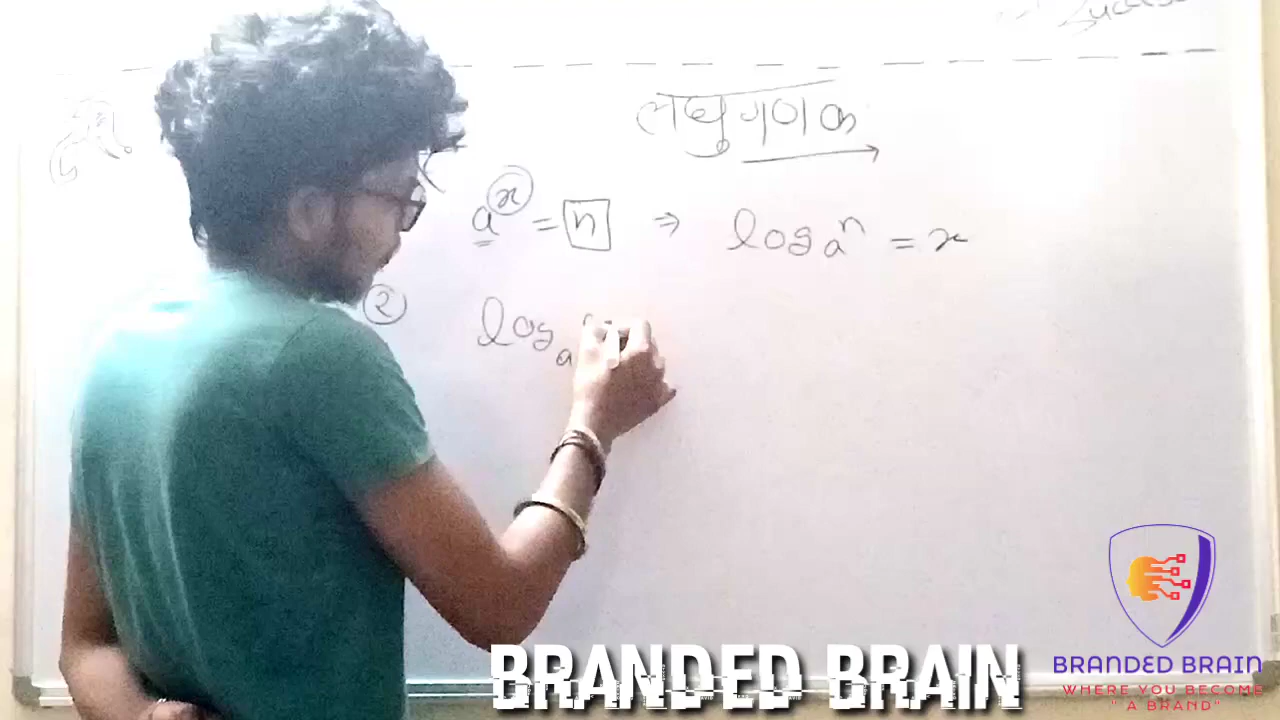 लघुगणक
a^x = n ⇒ log_a^n = x
② log_a
BRANDED BRAIN
BRANDED BRAIN
WHERE YOU BECOME
" A BRAND"